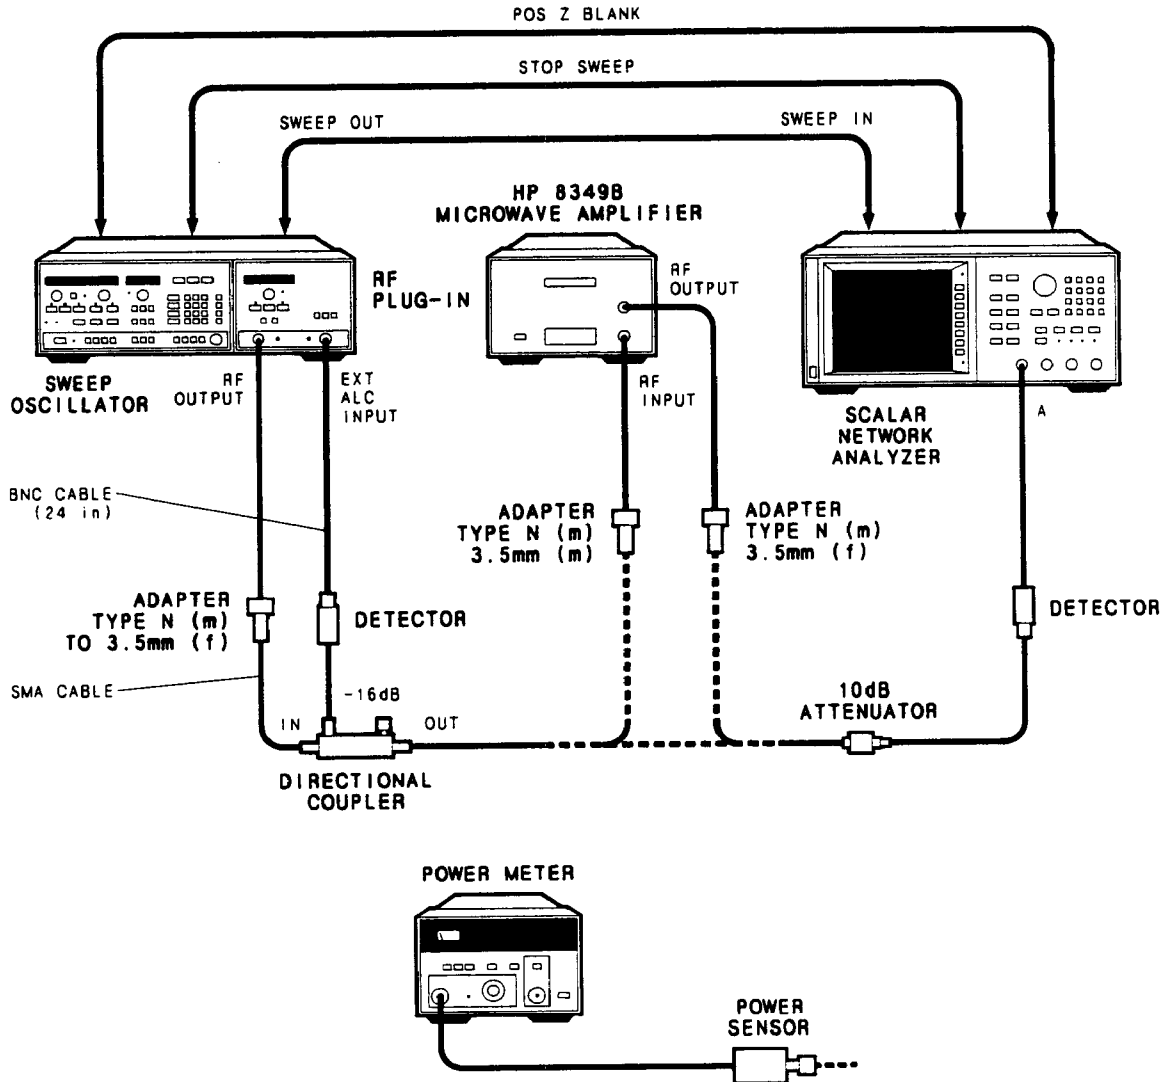 POS Z BLANK
STOP SWEEP
SWEEP OUT
SWEEP IN
HP 8349B
MICROWAVE AMPLIFIER
RF
PLUG-IN
RF
OUTPUT
SWEEP
OSCILLATOR
RF
OUTPUT
EXT
ALC
INPUT
RF
INPUT
A
SCALAR
NETWORK
ANALYZER
BNC CABLE
(24 in)
ADAPTER
TYPE N (m)
3.5mm (m)
ADAPTER
TYPE N (m)
3.5mm (f)
ADAPTER
TYPE N (m)
TO 3.5mm (f)
DETECTOR
DETECTOR
SMA CABLE
-16dB
IN
OUT
10dB
ATTENUATOR
DIRECTIONAL
COUPLER
POWER METER
POWER
SENSOR